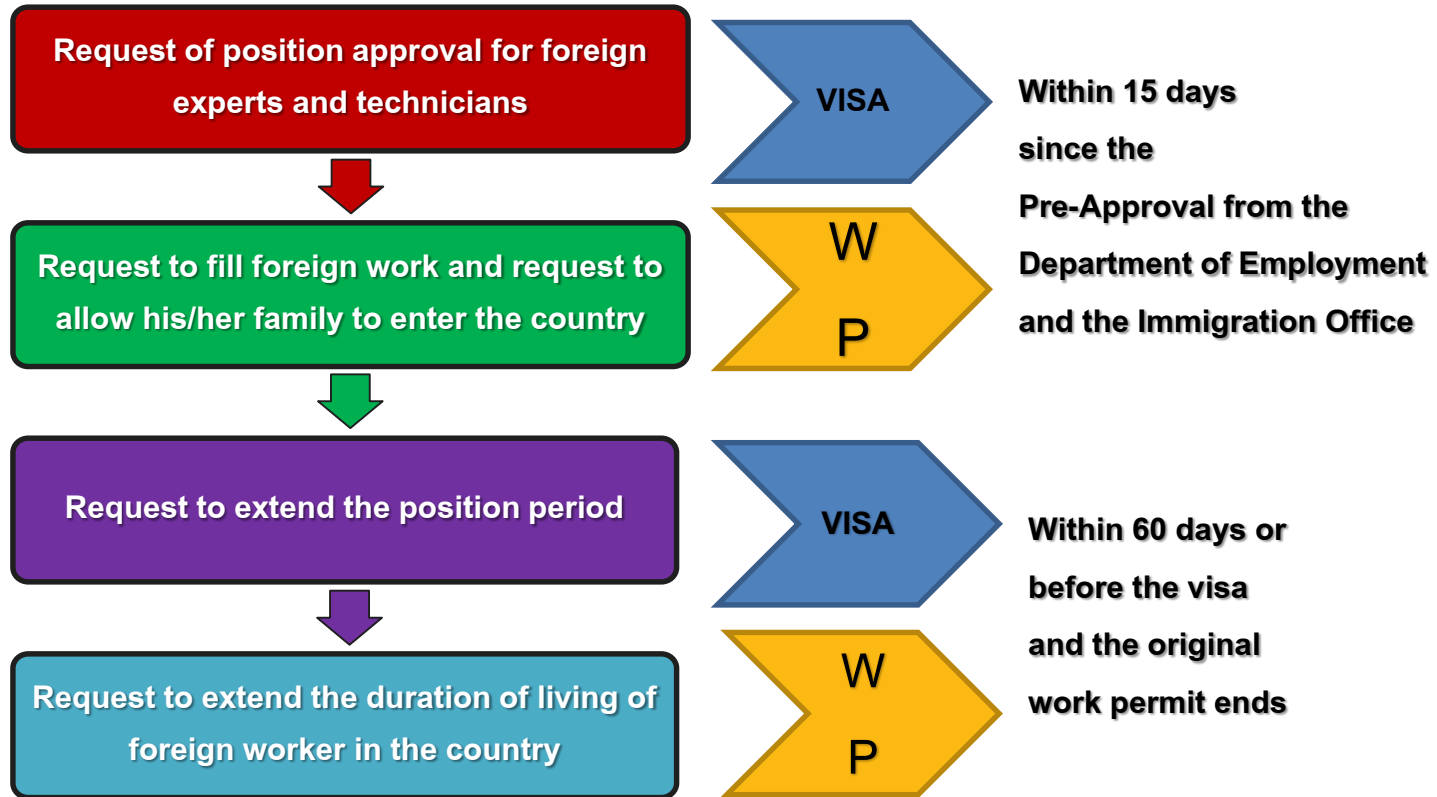 Request of position approval for foreign
experts and technicians
VISA
Within 15 days
since the
Pre-Approval from the
Department of Employment
and the Immigration Office
W
P
Request to fill foreign work and request to
allow his/her family to enter the country
Request to extend the position period
VISA
Within 60 days or
before the visa
and the original
work permit ends
W
P
Request to extend the duration of living of
foreign worker in the country